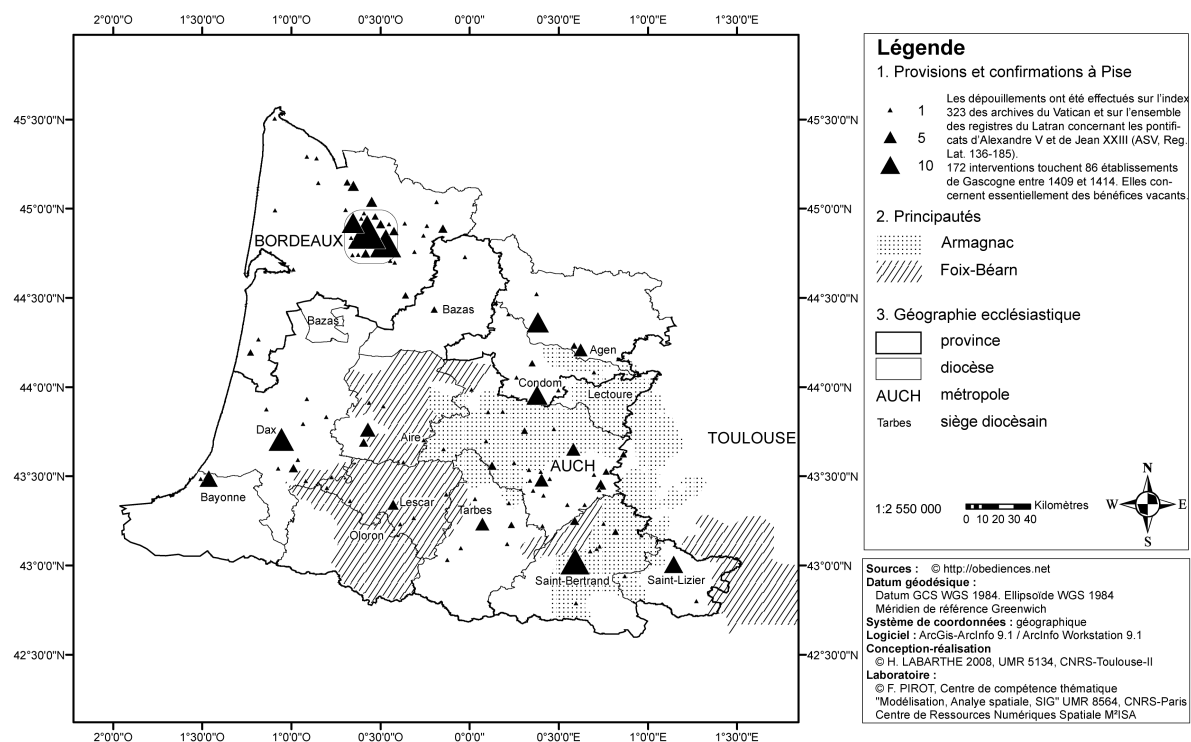 2°0'0"O 1°0'0"O 0°30'0"O 0°0'0" 0°30'0"E 1°0'0"E 1°30'0"E
45°30'0"N 45°30'0"N
45°0'0"N 45°0'0"N
BORDEAUX
44°30'0"N 44°30'0"N
Bazas
Bazas
Agen
44°0'0"N 44°0'0"N
Condom
Lectoure
Dax
Aire
TOULOUSE
43°30'0"N 43°30'0"N
AUCH
Bayonne
Lescar
Tarbes
Oloron
43°0'0"N 43°0'0"N
Saint-Bertrand
Saint-Lizier
42°30'0"N 42°30'0"N
2°0'0"O 1°0'0"O 0°30'0"O 0°0'0" 0°30'0"E 1°0'0"E 1°30'0"E
Légende
1. Provisions et confirmations à Pise
1
5
10
Les dépouillements ont été effectués sur l'index
323 des archives du Vatican et sur l'ensemble
des registres du Latran concernant les pontifi-
cats d'Alexandre V et de Jean XXIII (ASV, Reg.
Lat. 136-185).
172 interventions touchent 86 établissements
de Gascogne entre 1409 et 1414. Elles con-
cernent essentiellement des bénéfices vacants.
2. Principautés
Armagnac
Foix-Béarn
3. Géographie ecclésiastique
province
diocèse
AUCH métropole
Tarbes siège diocèsain
1:2 550 000
Kilomètres
0 10 20 30 40
N
W E
S
Sources : © http://obediences.net
Datum géodésique :
Datum GCS WGS 1984. Ellipsoïde WGS 1984
Méridien de référence Greenwich
Système de coordonnées : géographique
Logiciel : ArcGis-ArcInfo 9.1 / ArcInfo Workstation 9.1
Conception-réalisation
© H. LABARTHE 2008, UMR 5134, CNRS-Toulouse-II
Laboratoire :
© F. PIROT, Centre de compétence thématique
"Modélisation, Analye spatiale, SIG" UMR 8564, CNRS-Paris
Centre de Ressources Numériques Spatiale M²ISA